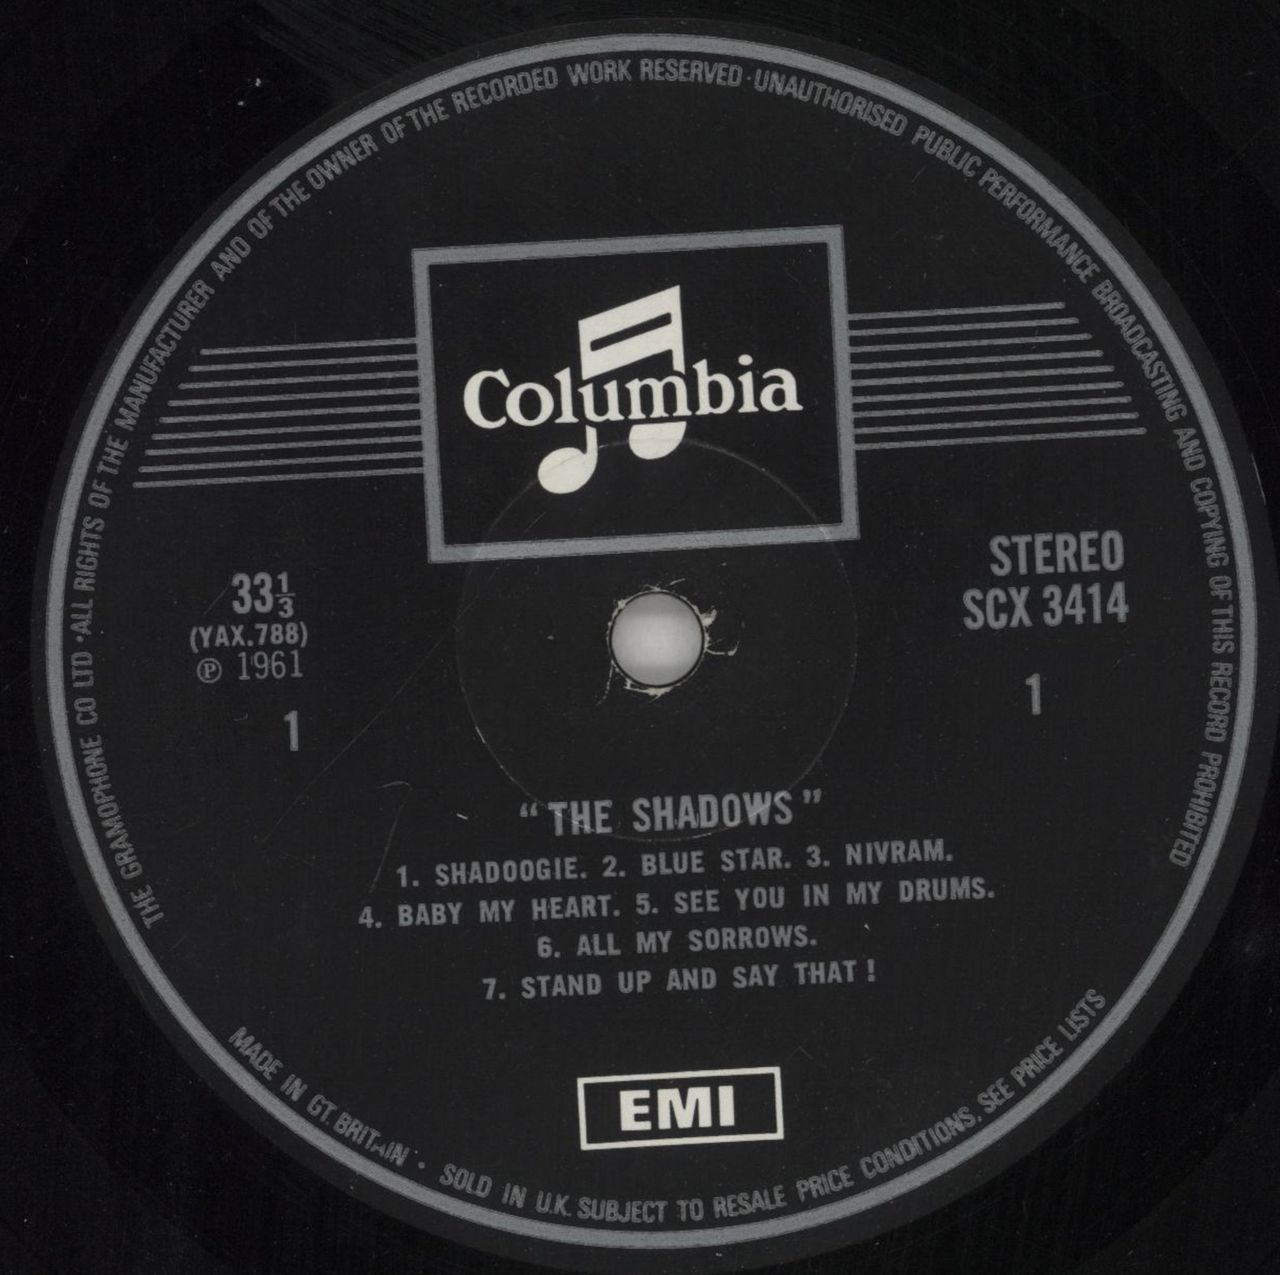 THE GRAMOPHONE CO LTD · ALL RIGHTS OF THE MANUFACTURER AND OF THE OWNER OF THE RECORDED WORK RESERVED · UNAUTHORISED PUBLIC PERFORMANCE BROADCASTING AND COPYING OF THIS RECORD PROHIBITED
Columbia
33⅓
(YAX.788)
℗ 1961
1
STEREO
SCX 3414
1
“THE SHADOWS”
1. SHADOOGIE. 2. BLUE STAR. 3. NIVRAM.
4. BABY MY HEART. 5. SEE YOU IN MY DRUMS.
6. ALL MY SORROWS.
7. STAND UP AND SAY THAT !
EMI
MADE IN GT. BRITAIN · SOLD IN U.K. SUBJECT TO RESALE PRICE CONDITIONS, SEE PRICE LISTS